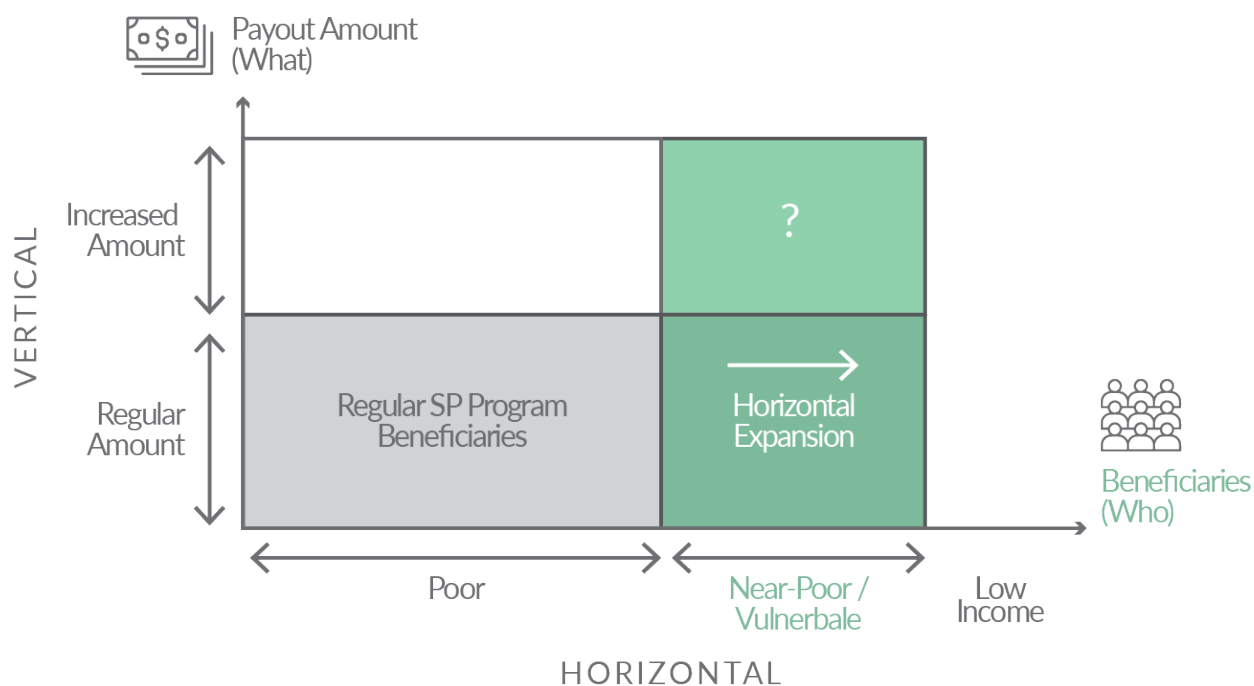 $
Payout Amount
(What)
VERTICAL
Increased
Amount
?
Regular
Amount
Regular SP Program
Beneficiaries
Horizontal
Expansion
Beneficiaries
(Who)
Poor
Near-Poor /
Vulnerbale
Low
Income
HORIZONTAL